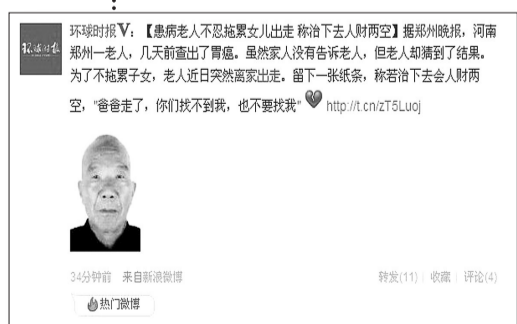 环球时报
环球时报V：【患病老人不忍拖累女儿出走 称治下去人财两空】据郑州晚报，河南
郑州一老人，几天前查出了胃癌。虽然家人没有告诉老人，但老人却猜到了结果。
为了不拖累子女，老人近日突然离家出走。留下一张纸条，称若治下去会人财两
空，"爸爸走了，你们找不到我，也不要找我" 💔 http://t.cn/zT5Luoj
34分钟前 来自新浪微博 转发(11) | 收藏 | 评论(4)
热门微博